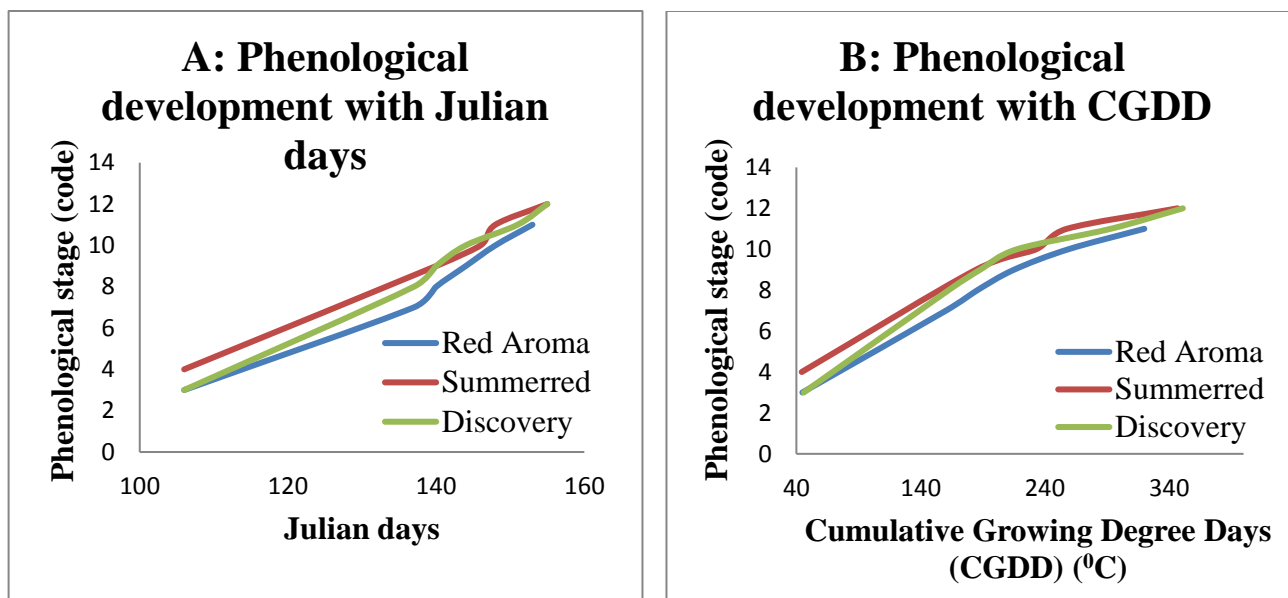 A: Phenological
development with Julian
days
Phenological stage (code)
14
12
10
8
6
4
2
0
Red Aroma
Summerred
Discovery
100 120 140 160
Julian days
B: Phenological
development with CGDD
Phenological stage (code)
14
12
10
8
6
4
2
0
Red Aroma
Summerred
Discovery
40 140 240 340
Cumulative Growing Degree Days
(CGDD) (⁰C)